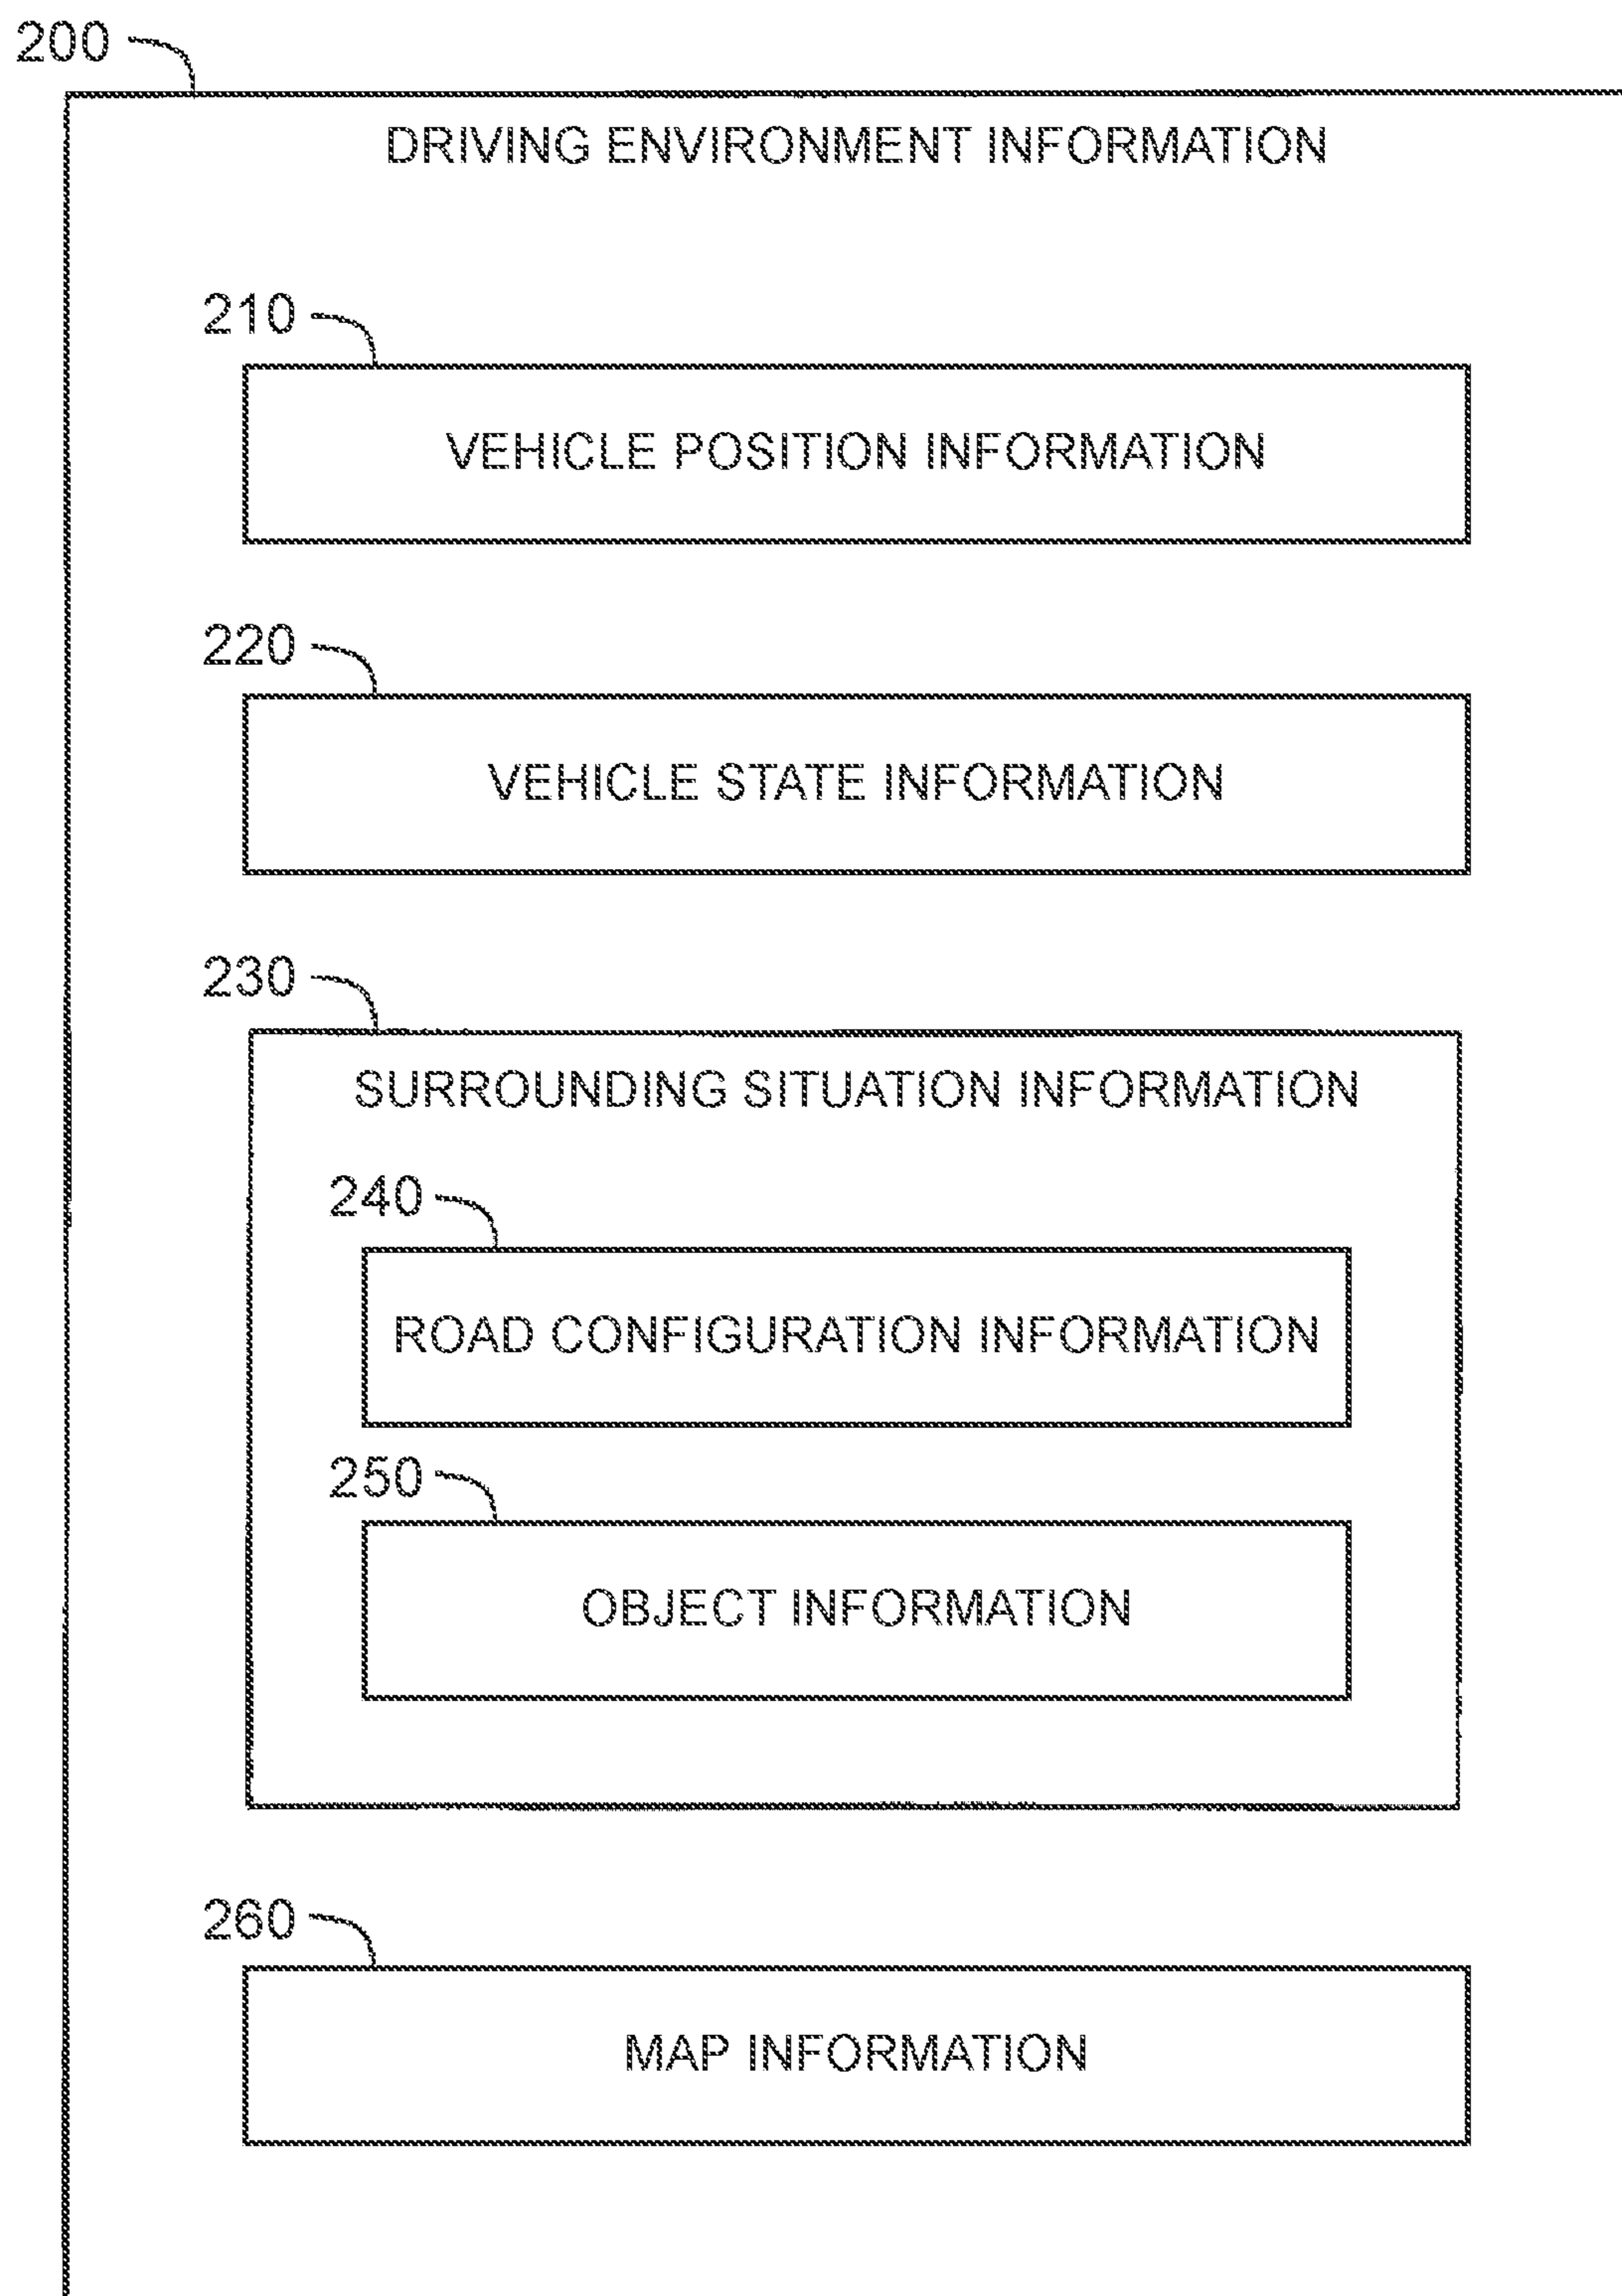 200
DRIVING ENVIRONMENT INFORMATION
210
VEHICLE POSITION INFORMATION
220
VEHICLE STATE INFORMATION
230
SURROUNDING SITUATION INFORMATION
240
ROAD CONFIGURATION INFORMATION
250
OBJECT INFORMATION
260
MAP INFORMATION